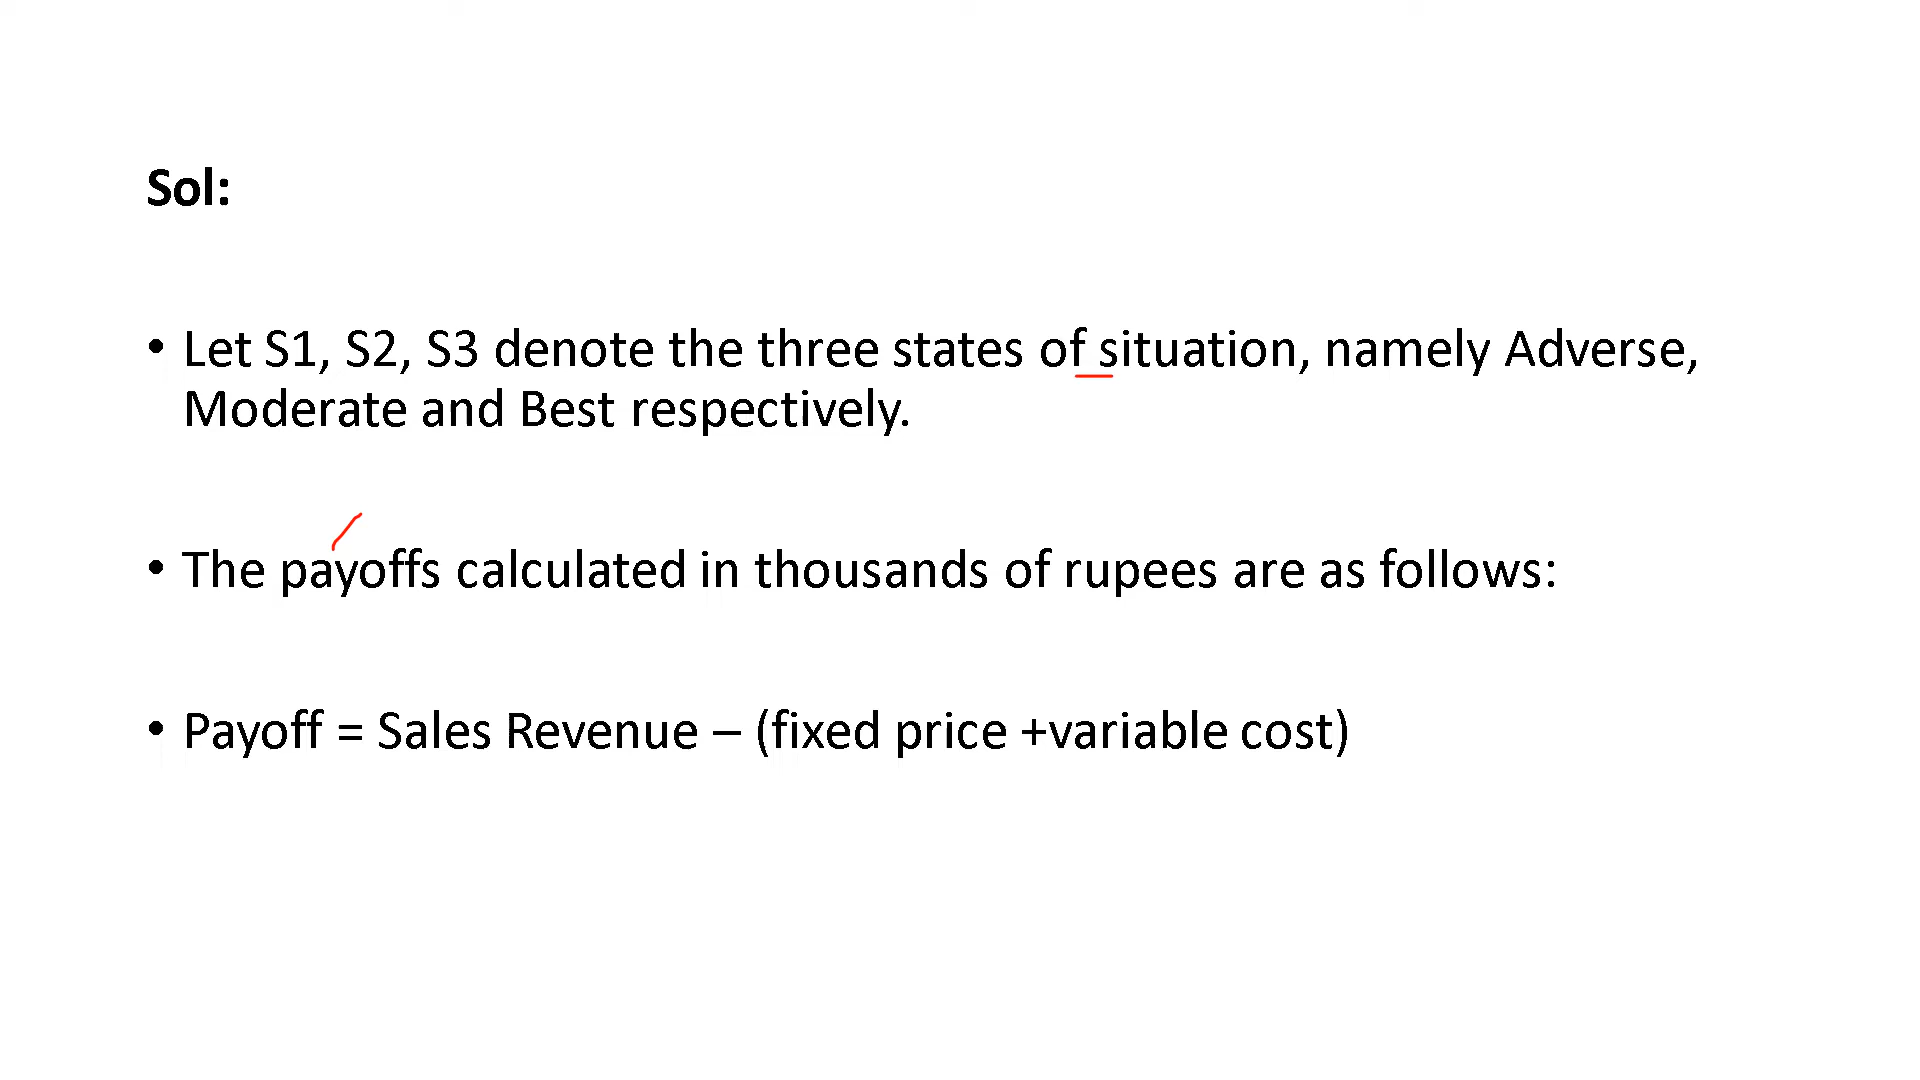 Sol:
• Let S1, S2, S3 denote the three states of situation, namely Adverse,
Moderate and Best respectively.
• The payoffs calculated in thousands of rupees are as follows:
• Payoff = Sales Revenue – (fixed price +variable cost)